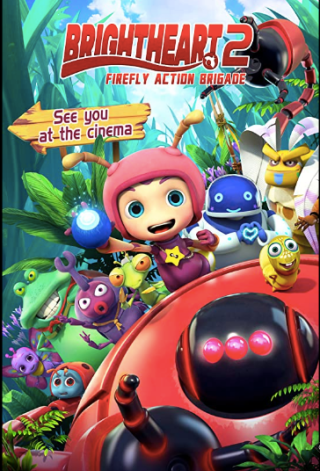 BRIGHTHEART 2
FIREFLY ACTION BRIGADE
See you
at the cinema